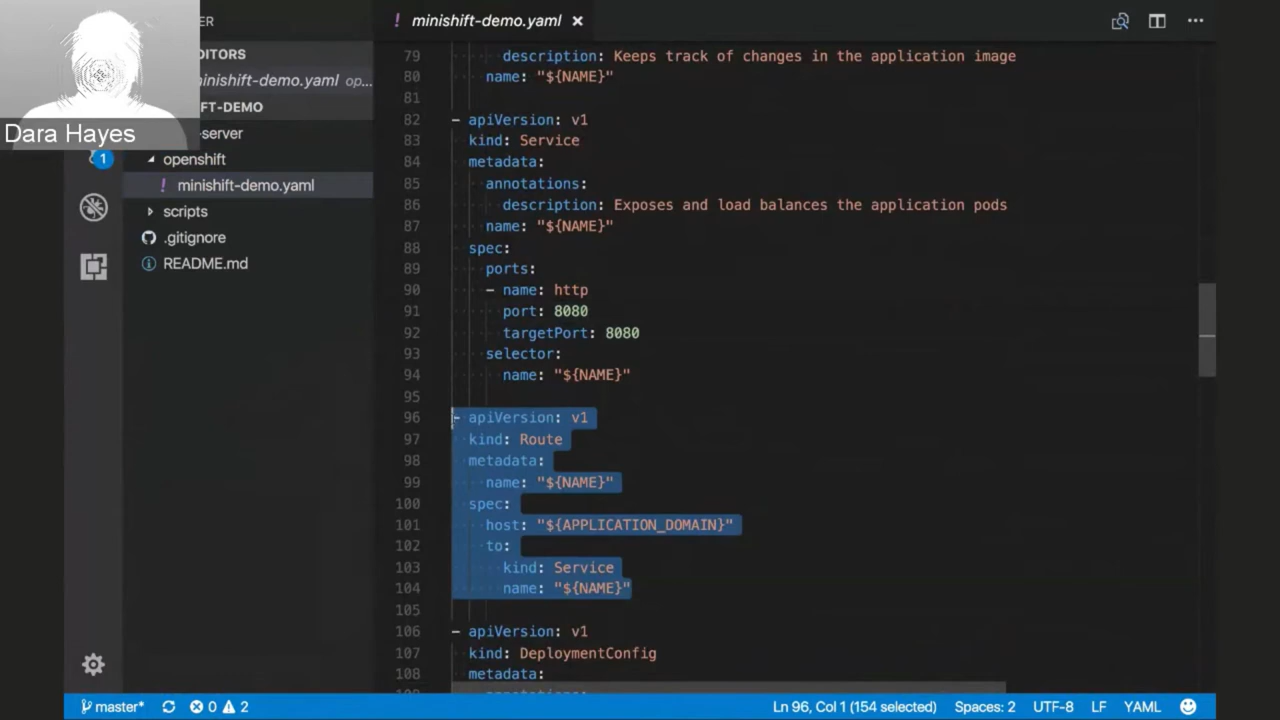 ER
minishift-demo.yaml
EDITORS
minishift-demo.yaml op...
FT-DEMO
Dara Hayes
-server
1
openshift
minishift-demo.yaml
scripts
.gitignore
README.md
79 description: Keeps track of changes in the application image
80 name: "${NAME}"
81
82 - apiVersion: v1
83 kind: Service
84 metadata:
85 annotations:
86 description: Exposes and load balances the application pods
87 name: "${NAME}"
88 spec:
89 ports:
90 - name: http
91 port: 8080
92 targetPort: 8080
93 selector:
94 name: "${NAME}"
95
96 - apiVersion: v1
97 kind: Route
98 metadata:
99 name: "${NAME}"
100 spec:
101 host: "${APPLICATION_DOMAIN}"
102 to:
103 kind: Service
104 name: "${NAME}"
105
106 - apiVersion: v1
107 kind: DeploymentConfig
108 metadata:
master* 0 2 Ln 96, Col 1 (154 selected) Spaces: 2 UTF-8 LF YAML